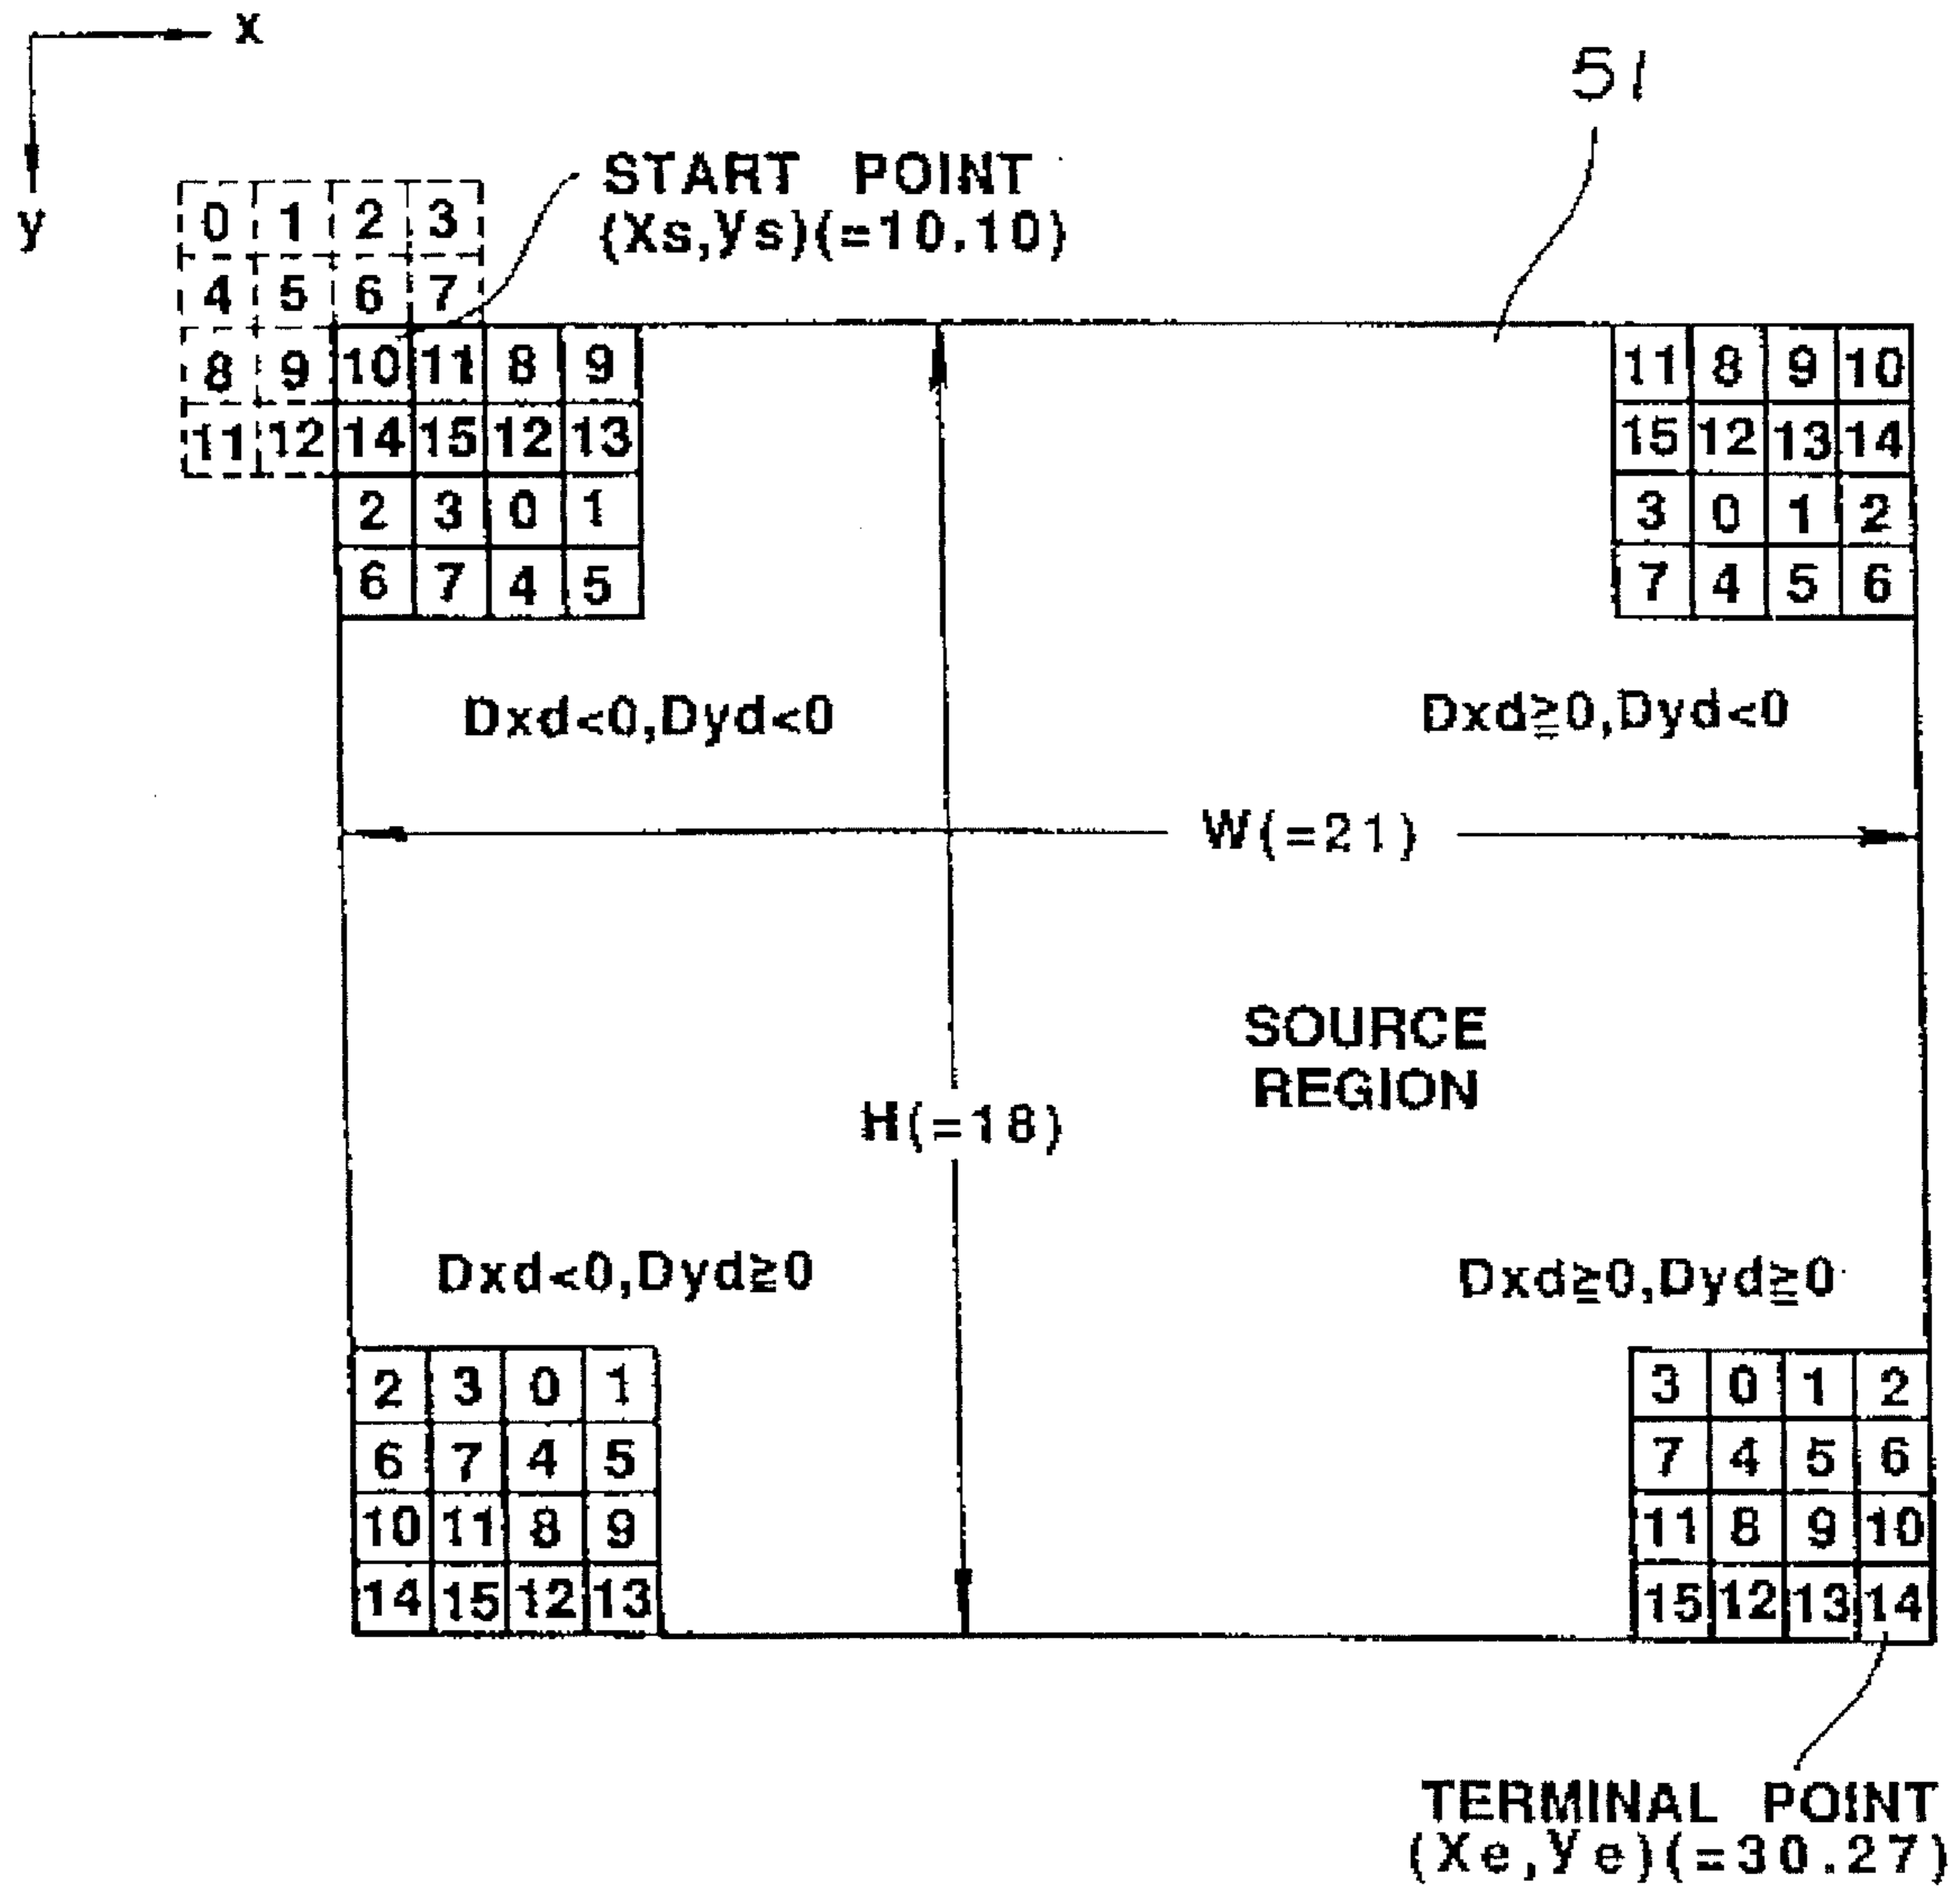 x
y
51
START POINT
(Xs,Ys)(=10.10)
0 1 2 3
4 5 6 7
8 9 10 11 8 9
11 12 14 15 12 13
2 3 0 1
6 7 4 5
11 8 9 10
15 12 13 14
3 0 1 2
7 4 5 6
Dxd<0,Dyd<0
Dxd≧0,Dyd<0
W(=21)
SOURCE
REGION
H(=18)
Dxd<0,Dyd≧0
Dxd≧0,Dyd≧0
2 3 0 1
6 7 4 5
10 11 8 9
14 15 12 13
3 0 1 2
7 4 5 6
11 8 9 10
15 12 13 14
TERMINAL POINT
(Xe,Ye)(=30.27)